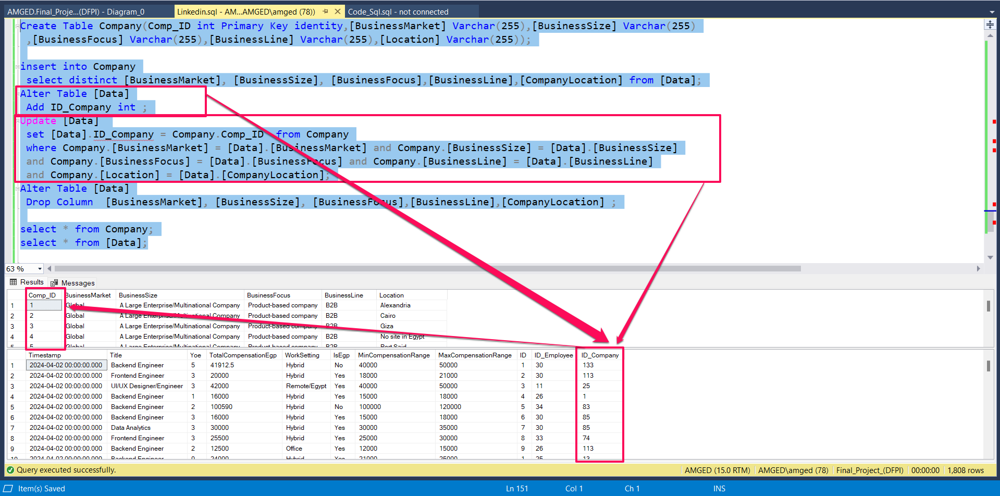 AMGED.Final_Proje...(DFPI) - Diagram_0
Linkedin.sql - AM...AMGED\amged (78))
Code_Sql.sql - not connected
Create Table Company(Comp_ID int Primary Key identity,[BusinessMarket] Varchar(255),[BusinessSize] Varchar(255)
,[BusinessFocus] Varchar(255),[BusinessLine] Varchar(255),[Location] Varchar(255));
insert into Company
select distinct [BusinessMarket], [BusinessSize], [BusinessFocus],[BusinessLine],[CompanyLocation] from [Data];
Alter Table [Data]
Add ID_Company int ;
Update [Data]
set [Data].ID_Company = Company.Comp_ID from Company
where Company.[BusinessMarket] = [Data].[BusinessMarket] and Company.[BusinessSize] = [Data].[BusinessSize]
and Company.[BusinessFocus] = [Data].[BusinessFocus] and Company.[BusinessLine] = [Data].[BusinessLine]
and Company.[Location] = [Data].[CompanyLocation];
Alter Table [Data]
Drop Column [BusinessMarket], [BusinessSize], [BusinessFocus],[BusinessLine],[CompanyLocation] ;
select * from Company;
select * from [Data];
63 %
Results Messages
Comp_ID BusinessMarket BusinessSize BusinessFocus BusinessLine Location
1 1 Global A Large Enterprise/Multinational Company Product-based company B2B Alexandria
2 2 Global A Large Enterprise/Multinational Company Product-based company B2B Cairo
3 3 Global A Large Enterprise/Multinational Company Product-based company B2B Giza
4 4 Global A Large Enterprise/Multinational Company Product-based company B2B No site in Egypt
5 5 Global A Large Enterprise/Multinational Company Product-based company B2B Port Said
Timestamp Title Yoe TotalCompensationEgp WorkSetting IsEgp MinCompensationRange MaxCompensationRange ID ID_Employee ID_Company
1 2024-04-02 00:00:00.000 Backend Engineer 5 41912.5 Hybrid No 40000 50000 1 30 133
2 2024-04-02 00:00:00.000 Frontend Engineer 3 20000 Hybrid Yes 18000 21000 2 30 113
3 2024-04-02 00:00:00.000 UI/UX Designer/Engineer 3 42000 Remote/Egypt Yes 40000 50000 3 11 25
4 2024-04-02 00:00:00.000 Backend Engineer 1 16000 Hybrid Yes 15000 18000 4 26 1
5 2024-04-02 00:00:00.000 Backend Engineer 2 100590 Hybrid No 100000 120000 5 34 83
6 2024-04-02 00:00:00.000 Backend Engineer 3 16000 Hybrid Yes 15000 18000 6 30 85
7 2024-04-02 00:00:00.000 Data Analytics 3 30000 Hybrid Yes 30000 35000 7 30 85
8 2024-04-02 00:00:00.000 Frontend Engineer 3 25500 Hybrid Yes 25000 30000 8 33 74
9 2024-04-02 00:00:00.000 Backend Engineer 2 12500 Office Yes 12000 15000 9 26 113
10 2024-04-02 00:00:00.000 Backend Engineer 0 24000 Hybrid Yes 21000 25000 1 25 13
Query executed successfully.
AMGED (15.0 RTM) AMGED\amged (78) Final_Project_(DFPI) 00:00:00 1,808 rows
Item(s) Saved
Ln 151 Col 1 Ch 1 INS